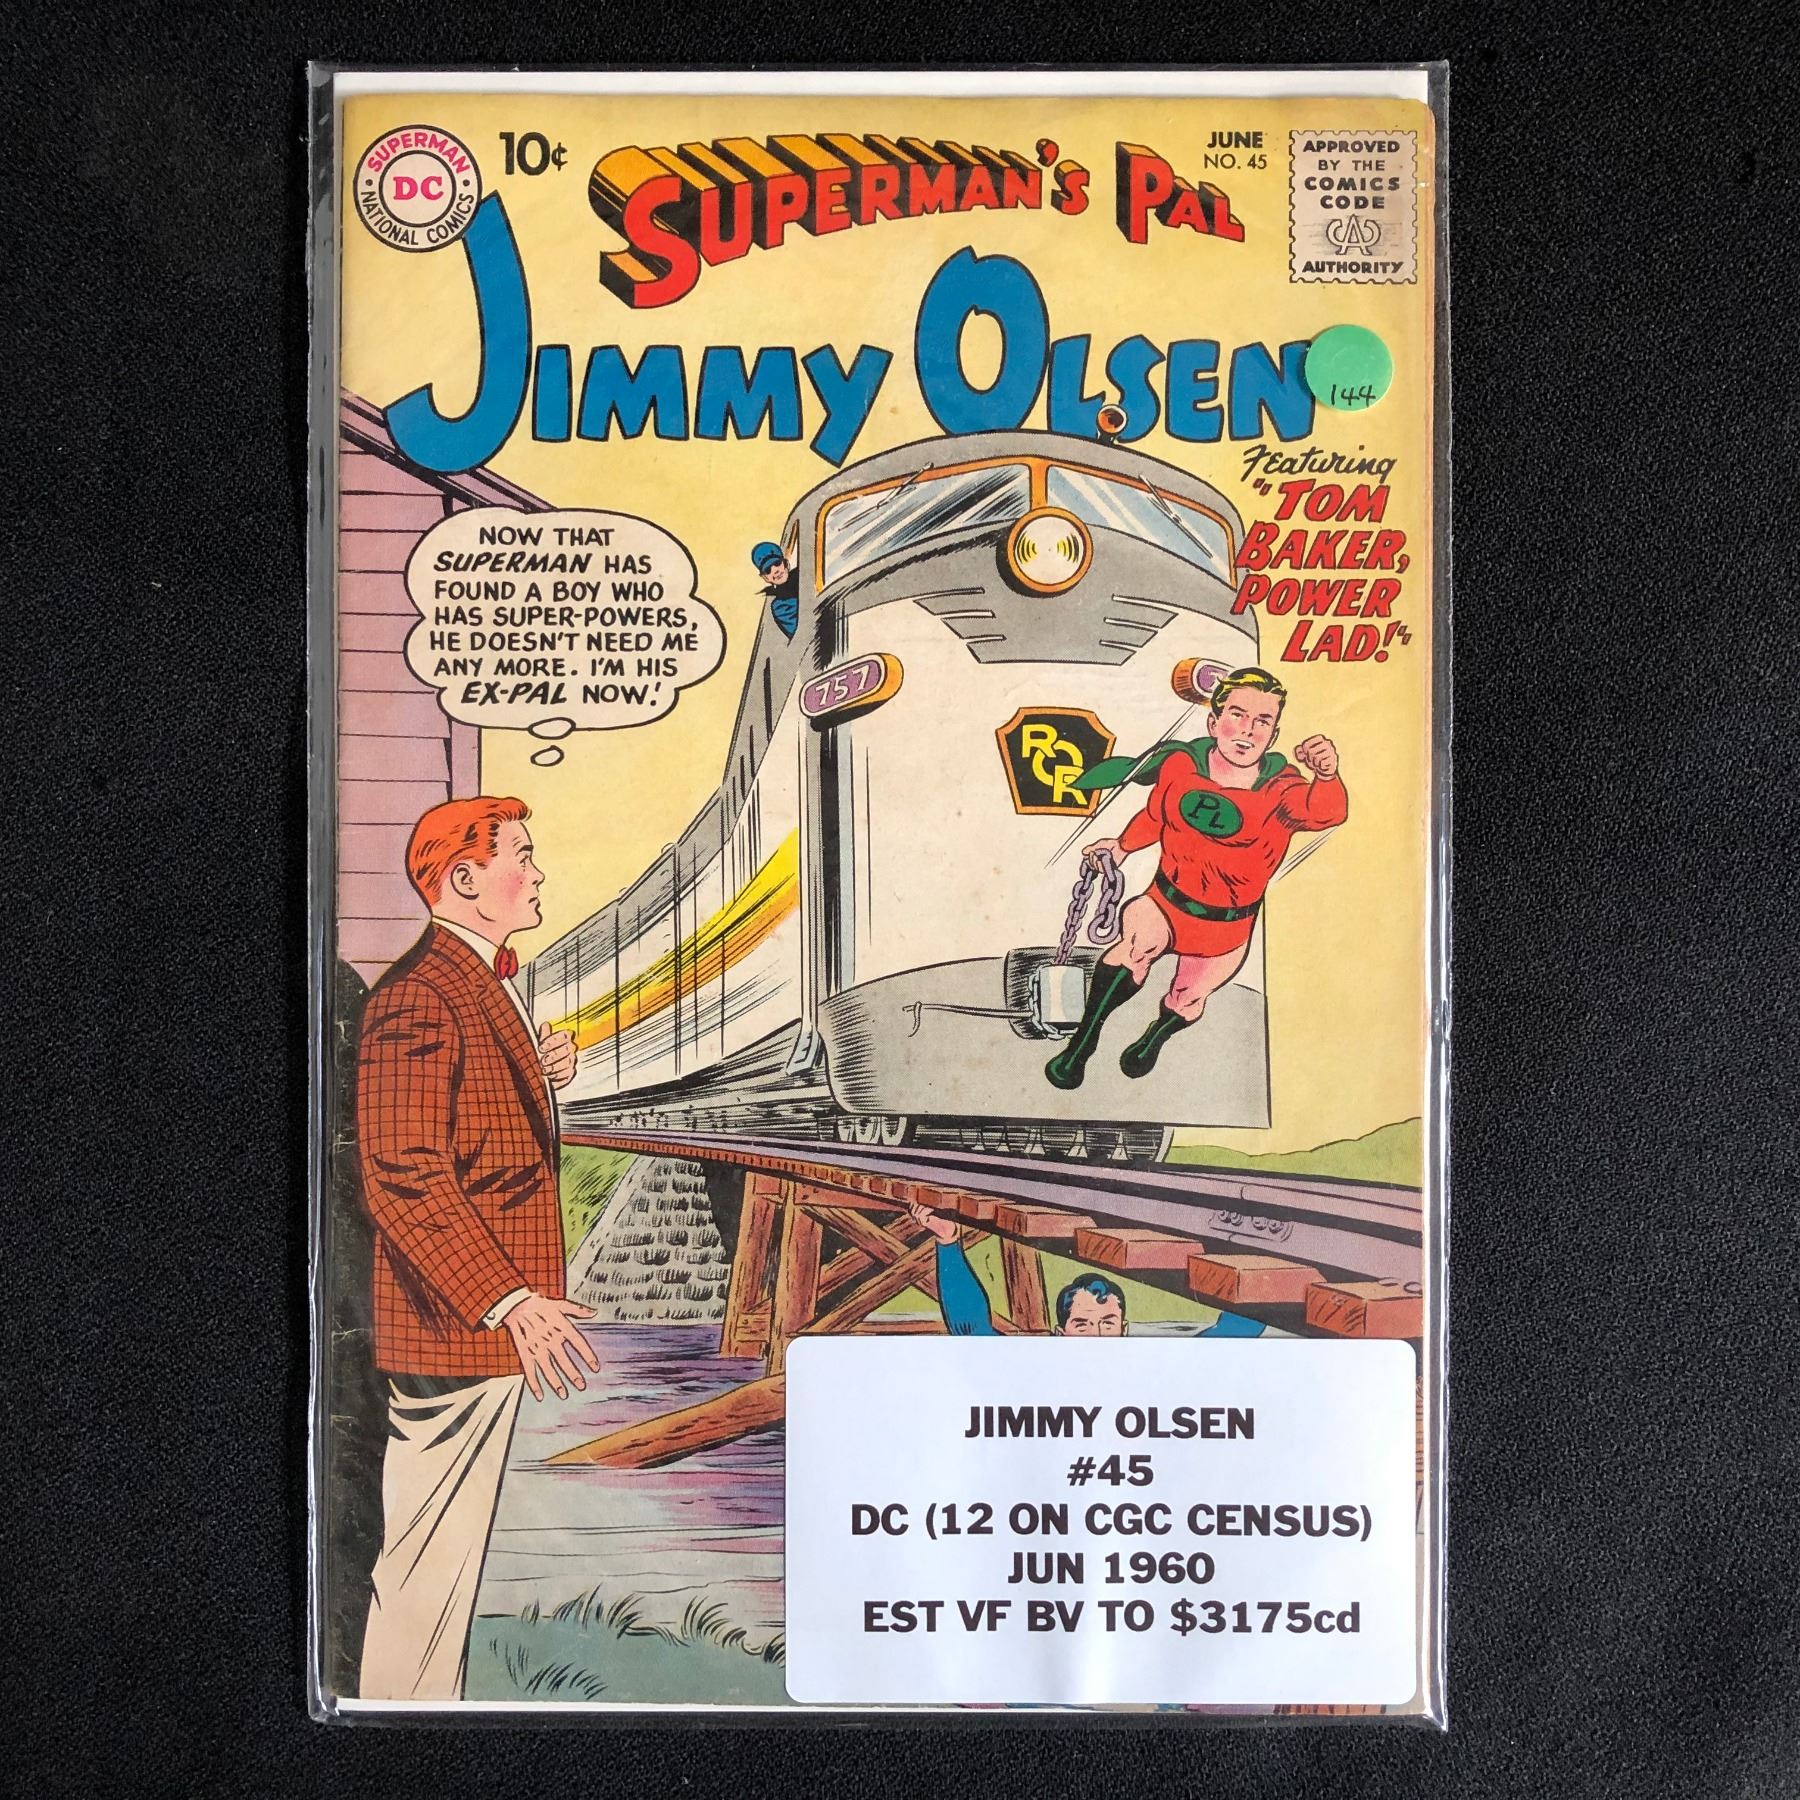 SUPERMAN
DC
NATIONAL COMICS
10¢
SUPERMAN'S PAL
JIMMY OLSEN
JUNE
NO. 45
APPROVED
BY THE
COMICS
CODE
CA
AUTHORITY
144
Featuring
"TOM
BAKER,
POWER
LAD!"
NOW THAT
SUPERMAN HAS
FOUND A BOY WHO
HAS SUPER-POWERS,
HE DOESN'T NEED ME
ANY MORE. I'M HIS
EX-PAL NOW!
757
7
RQR
PL
JIMMY OLSEN
#45
DC (12 ON CGC CENSUS)
JUN 1960
EST VF BV TO $3175cd